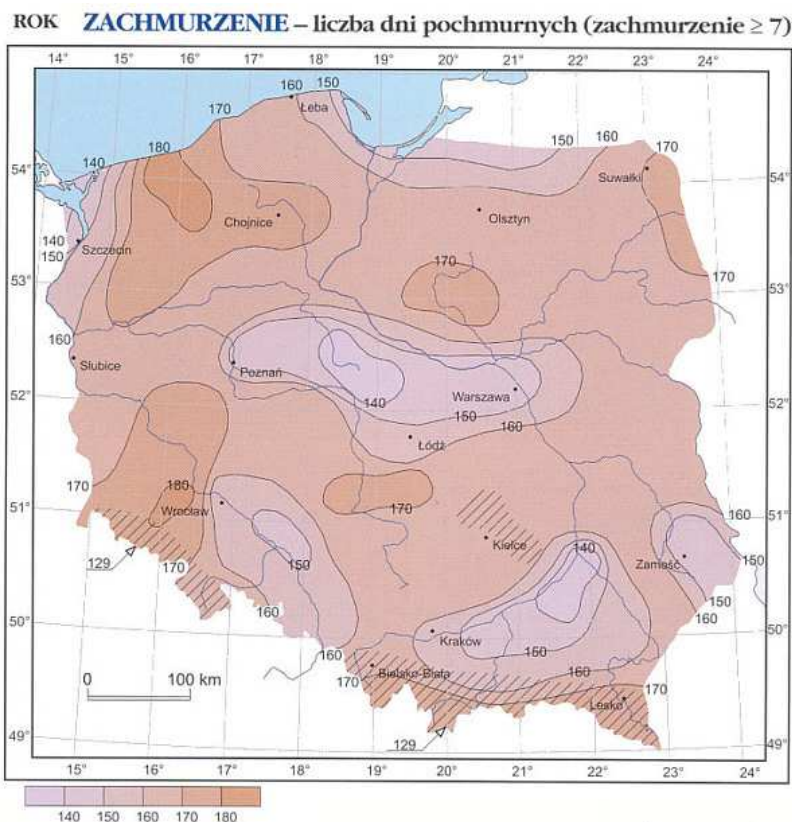 ROK ZACHMURZENIE – liczba dni pochmurnych (zachmurzenie ≥ 7)
14° 15° 16° 17° 18° 19° 20° 21° 22° 23° 24°
160 150
Łeba
170
180
150 160 170
54° 140 54°
Suwałki
Chojnice Olsztyn
140 Szczecin
150
170 170
53° 53°
160
Słubice Poznań
140 Warszawa
52° 150 160 52°
Łódź
170 180 170
51° Wrocław 160 51°
Kielce 140 Zamość 150
129 170 150
150
160
160
50° Kraków 50°
160 150
0 100 km
170 Bielsko-Biała 160 170
Lesko
49° 129 49°
15° 16° 17° 18° 19° 20° 21° 22° 23° 24°
140 150 160 170 180